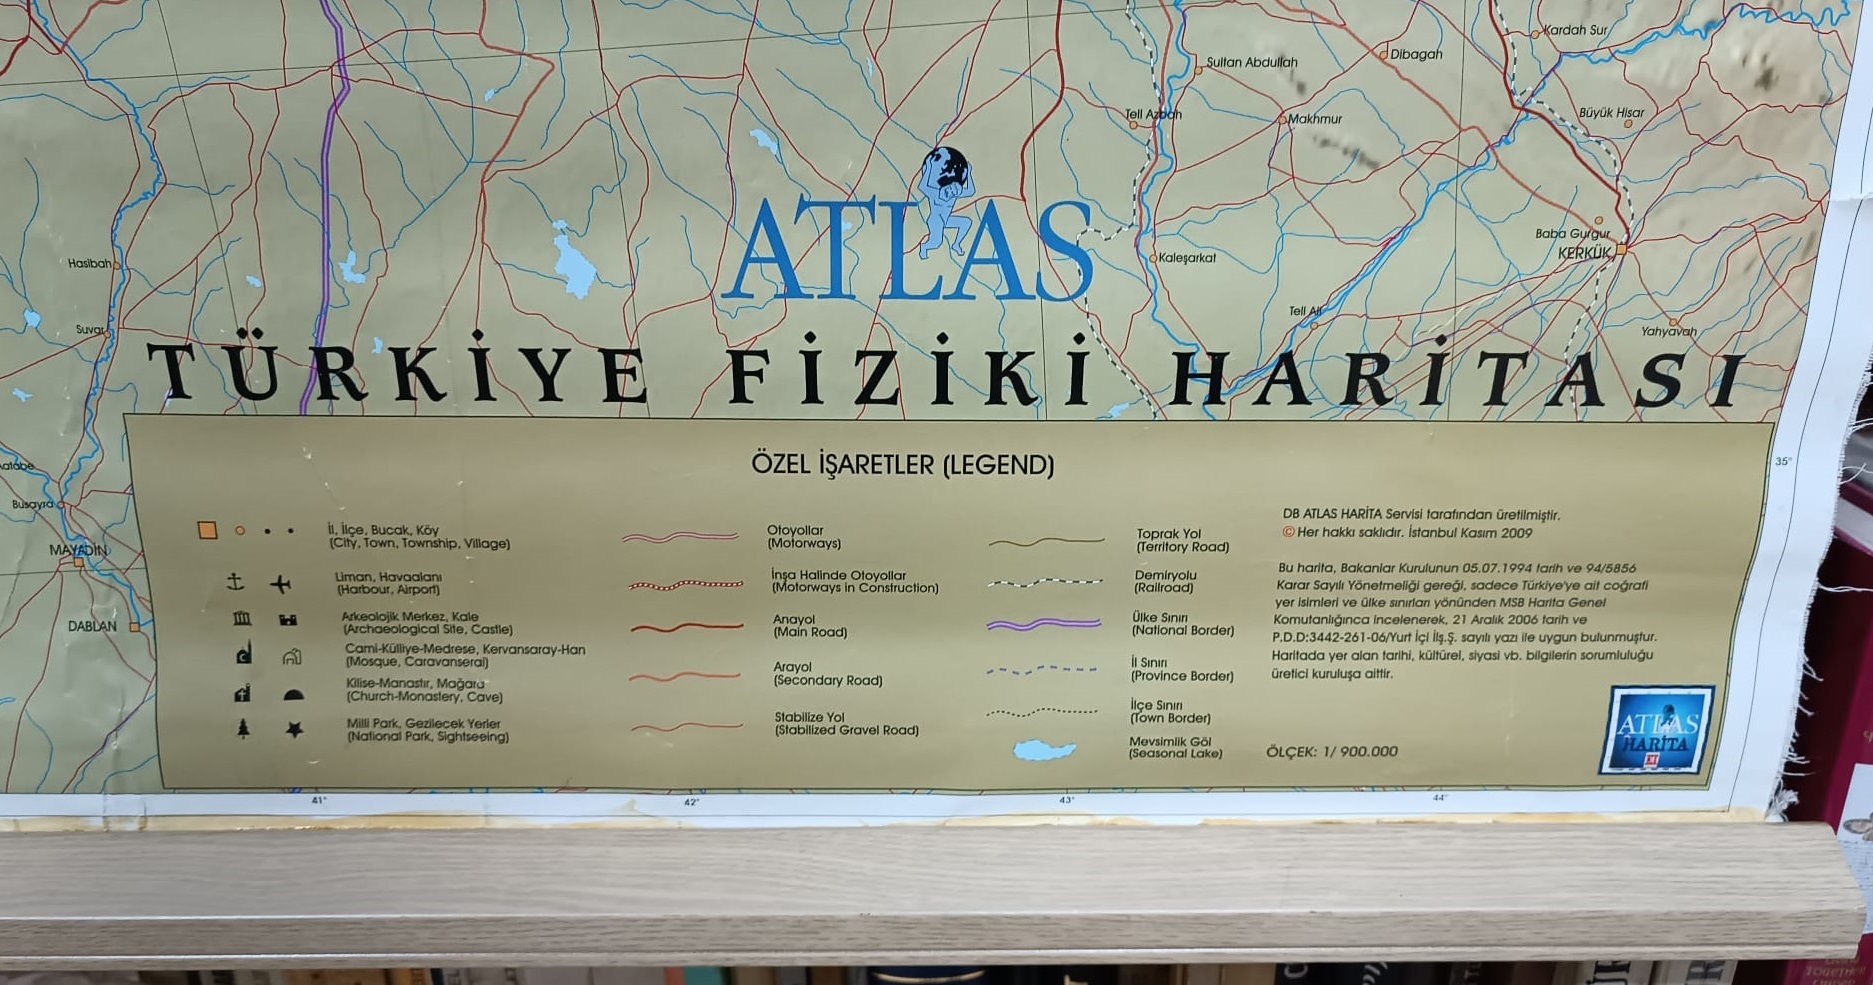 Kardah Sur
Dibagah
Sultan Abdullah
Tell Azbah
Makhmur
Büyük Hisar
Baba Gurgur
KERKÜK
Hasibah
Kaleşarkat
Suvar
Tell Ali
Yahyavah
ATLAS
TÜRKİYE FİZİKİ HARİTASI
35°
Busayra
MAYADİN
DABLAN
ÖZEL İŞARETLER (LEGEND)
İl, İlçe, Bucak, Köy
(City, Town, Township, Village)
Liman, Havaalanı
(Harbour, Airport)
Arkeolojik Merkez, Kale
(Archaeological Site, Castle)
Cami-Külliye-Medrese, Kervansaray-Han
(Mosque, Caravanserai)
Kilise-Manastır, Mağara
(Church-Monastery, Cave)
Milli Park, Gezilecek Yerler
(National Park, Sightseeing)
Otoyollar
(Motorways)
İnşa Halinde Otoyollar
(Motorways in Construction)
Anayol
(Main Road)
Arayol
(Secondary Road)
Stabilize Yol
(Stabilized Gravel Road)
Toprak Yol
(Territory Road)
Demiryolu
(Railroad)
Ülke Sınırı
(National Border)
İl Sınırı
(Province Border)
İlçe Sınırı
(Town Border)
Mevsimlik Göl
(Seasonal Lake)
DB ATLAS HARİTA Servisi tarafından üretilmiştir.
© Her hakkı saklıdır. İstanbul Kasım 2009
Bu harita, Bakanlar Kurulunun 05.07.1994 tarih ve 94/5856
Karar Sayılı Yönetmeliği gereği, sadece Türkiye'ye ait coğrafi
yer isimleri ve ülke sınırları yönünden MSB Harita Genel
Komutanlığınca incelenerek, 21 Aralık 2006 tarih ve
P.D.D:3442-261-06/Yurt İçi İlş.Ş. sayılı yazı ile uygun bulunmuştur.
Haritada yer alan tarihi, kültürel, siyasi vb. bilgilerin sorumluluğu
üretici kuruluşa aittir.
ÖLÇEK: 1/ 900.000
ATLAS
HARİTA
41°
42°
43°
44°